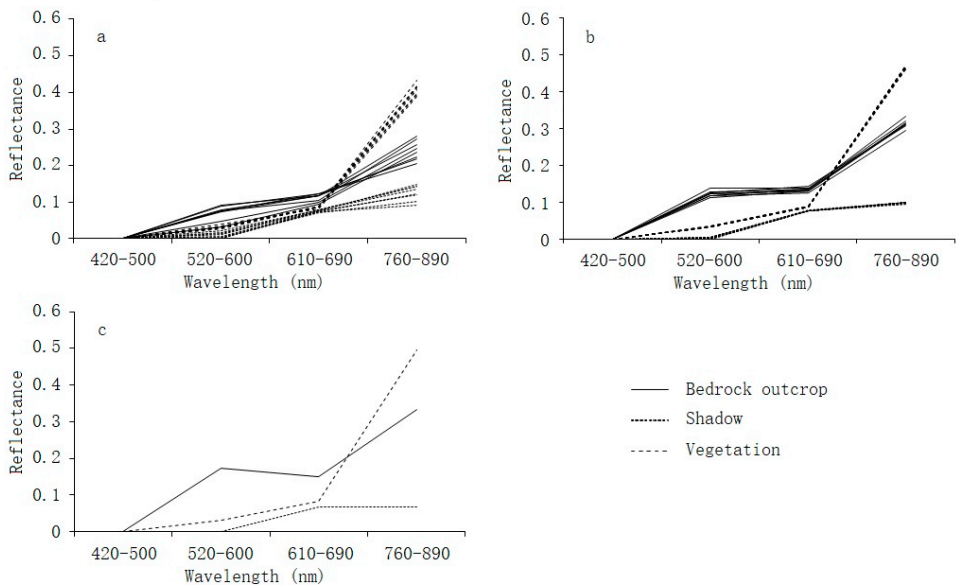 a
0.6
0.5
0.4
0.3
0.2
0.1
0
Reflectance
420-500 520-600 610-690 760-890
Wavelength (nm)
b
0.6
0.5
0.4
0.3
0.2
0.1
0
Reflectance
420-500 520-600 610-690 760-890
Wavelength (nm)
c
0.6
0.5
0.4
0.3
0.2
0.1
0
Reflectance
420-500 520-600 610-690 760-890
Wavelength (nm)
Bedrock outcrop
Shadow
Vegetation